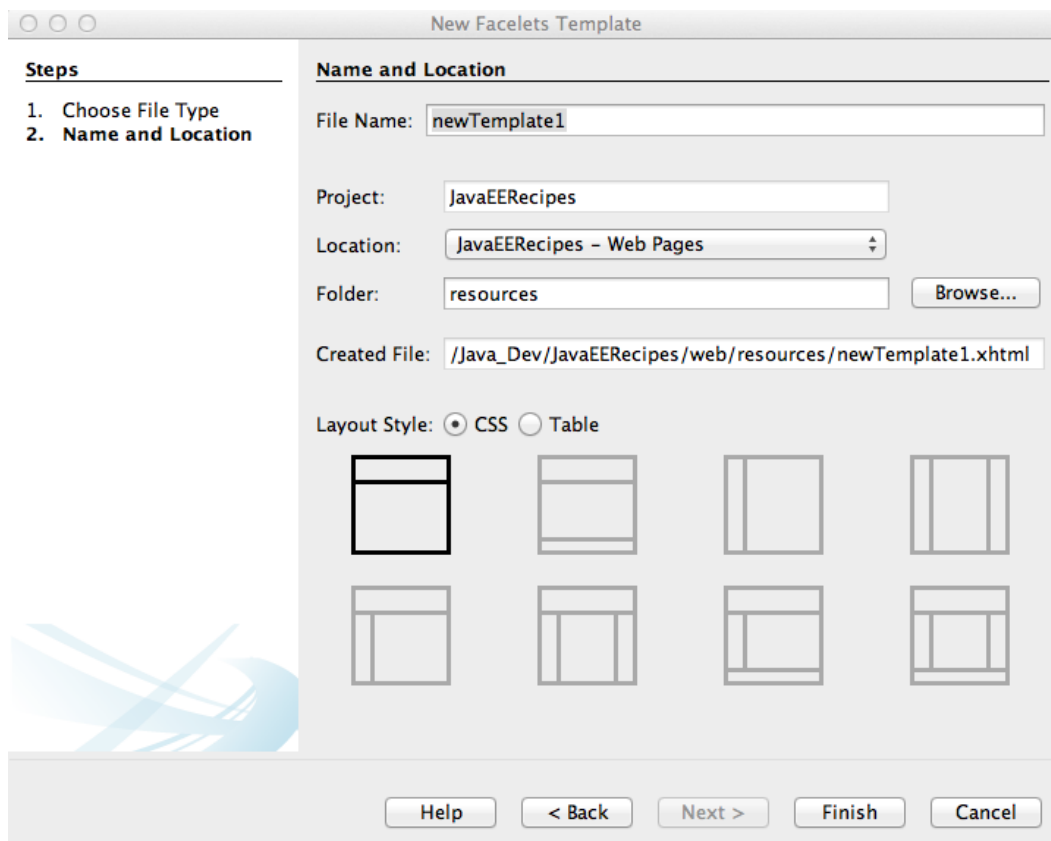 New Facelets Template
Steps
1. Choose File Type
2. Name and Location
Name and Location
File Name: newTemplate1
Project: JavaEERecipes
Location: JavaEERecipes – Web Pages
Folder: resources Browse...
Created File: /Java_Dev/JavaEERecipes/web/resources/newTemplate1.xhtml
Layout Style: CSS Table
Help < Back Next > Finish Cancel